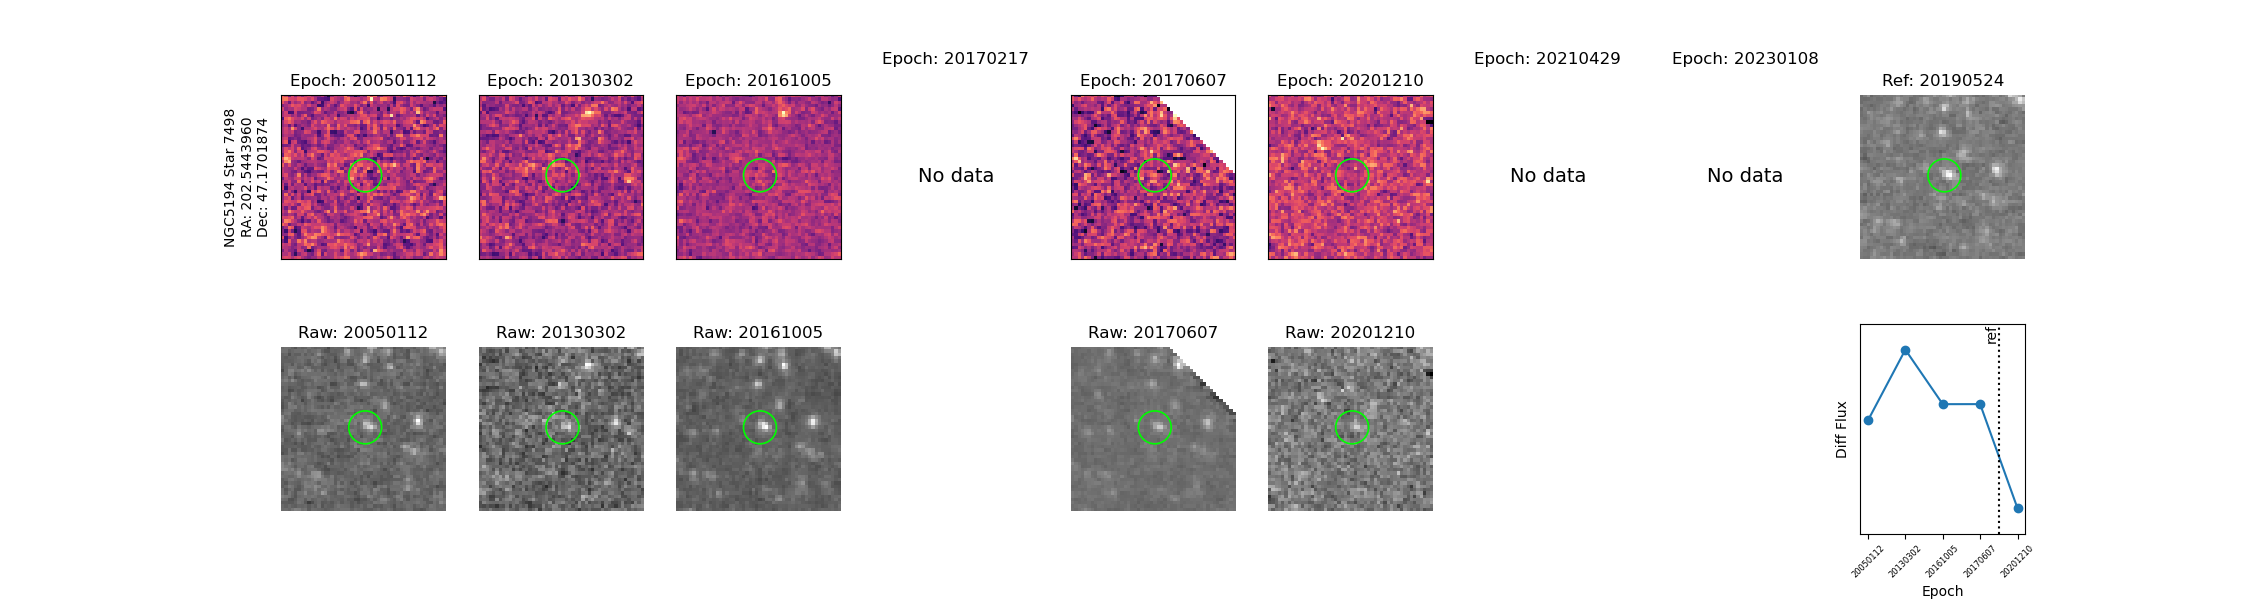 Epoch: 20050112
Epoch: 20130302
Epoch: 20161005
Epoch: 20170217
Epoch: 20170607
Epoch: 20201210
Epoch: 20210429
Epoch: 20230108
Ref: 20190524
NGC5194 Star 7498
RA: 202.5443960
Dec: 47.1701874
No data
No data
No data
Raw: 20050112
Raw: 20130302
Raw: 20161005
Raw: 20170607
Raw: 20201210
ref
Diff Flux
20050112
20130302
20161005
20170607
20201210
Epoch